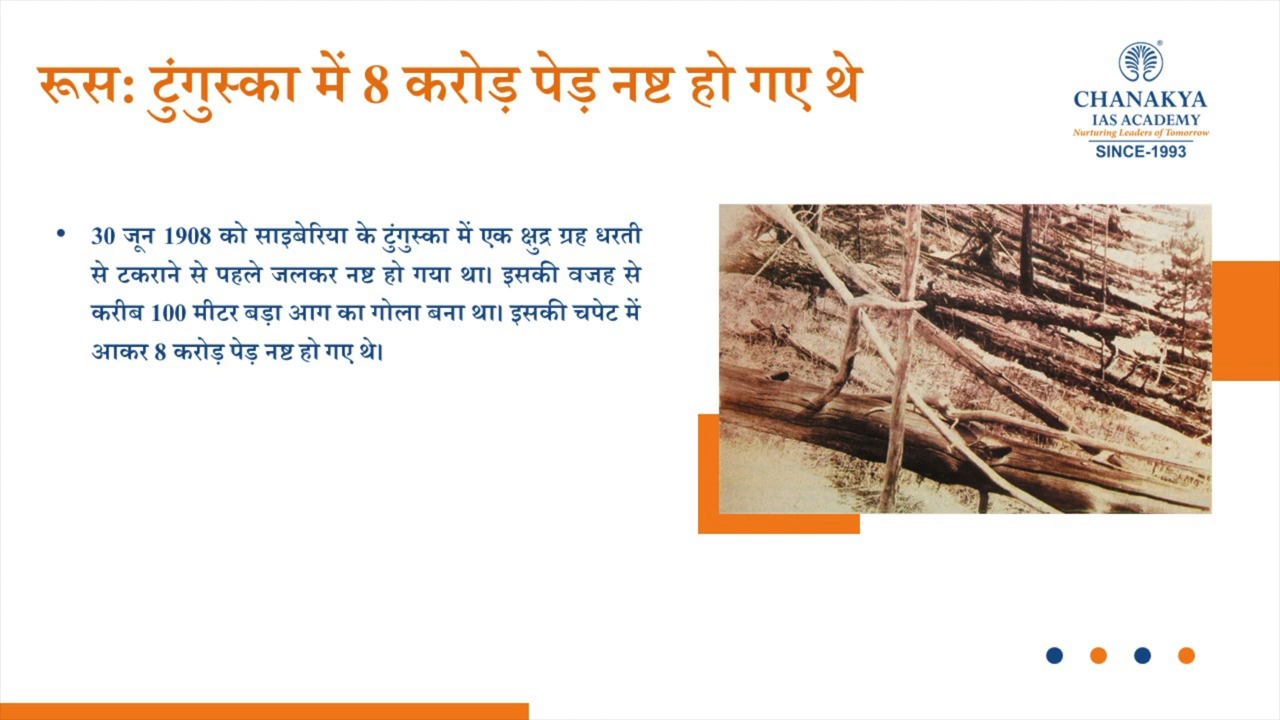 रूस: टुंगुस्का में 8 करोड़ पेड़ नष्ट हो गए थे
CHANAKYA
IAS ACADEMY
Nurturing Leaders of Tomorrow
SINCE-1993
• 30 जून 1908 को साइबेरिया के टुंगुस्का में एक क्षुद्र ग्रह धरती
से टकराने से पहले जलकर नष्ट हो गया था। इसकी वजह से
करीब 100 मीटर बड़ा आग का गोला बना था। इसकी चपेट में
आकर 8 करोड़ पेड़ नष्ट हो गए थे।